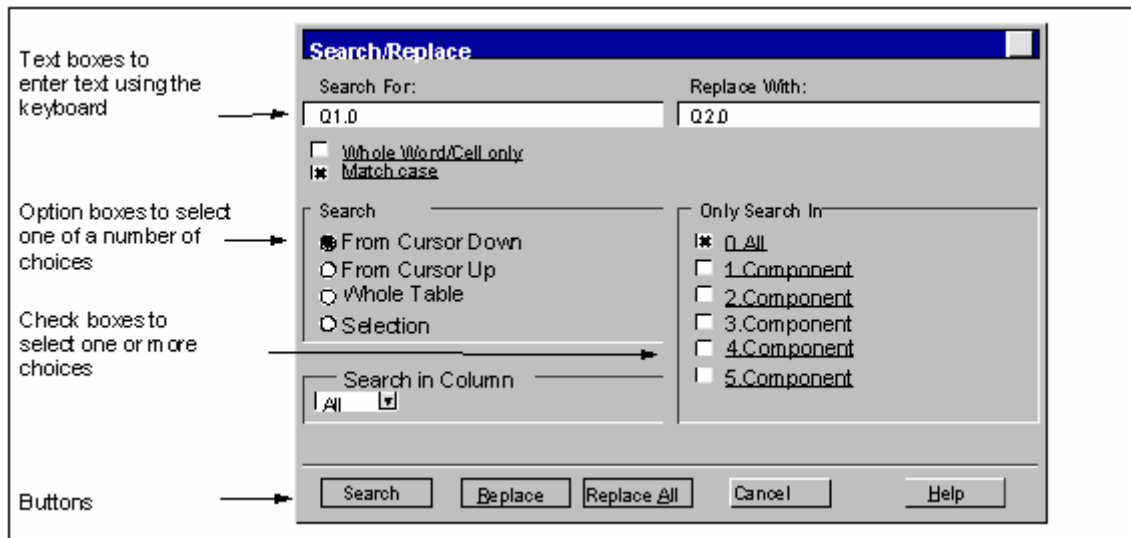 Text boxes to
enter text using the
keyboard
Option boxes to select
one of a number of
choices
Check boxes to
select one or more
choices
Buttons
Search/Replace
Search For:
Replace With:
Q1.0
Q2.0
Whole Word/Cell only
Match case
Search
From Cursor Down
From Cursor Up
Whole Table
Selection
Only Search In
0.All
1.Component
2.Component
3.Component
4.Component
5.Component
Search in Column
All
Search
Replace
Replace All
Cancel
Help